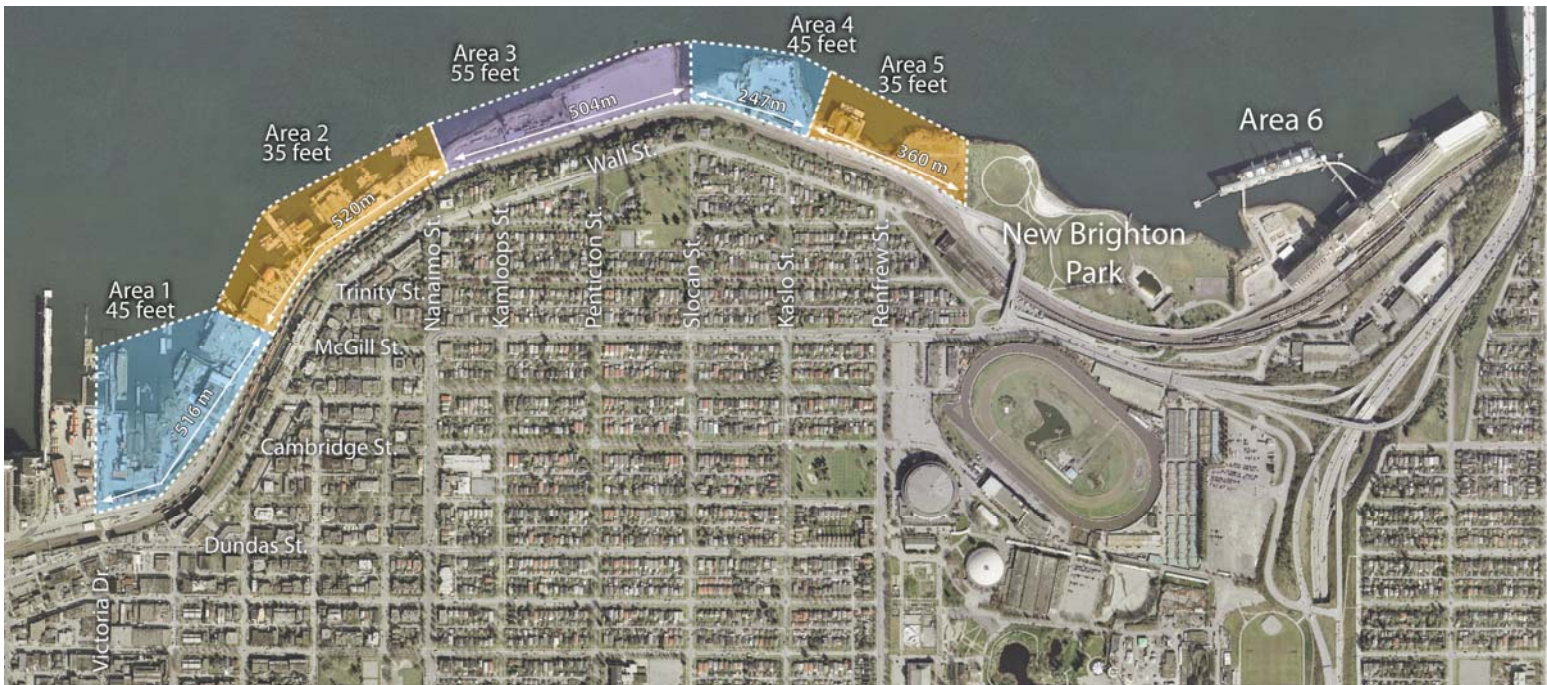 Area 1
45 feet
516m
Area 2
35 feet
520m
Area 3
55 feet
504m
Area 4
45 feet
247m
Area 5
35 feet
360 m
Area 6
New Brighton
Park
Wall St.
Trinity St.
McGill St.
Cambridge St.
Dundas St.
Victoria Dr.
Nanaimo St.
Kamloops St.
Penticton St.
Slocan St.
Kaslo St.
Renfrew St.